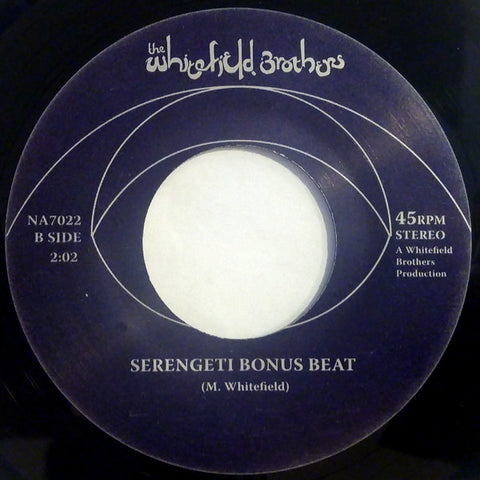 the
Whitefield Brothers
NA7022
B SIDE
2:02
45RPM
STEREO
A Whitefield
Brothers
Production
SERENGETI BONUS BEAT
(M. Whitefield)